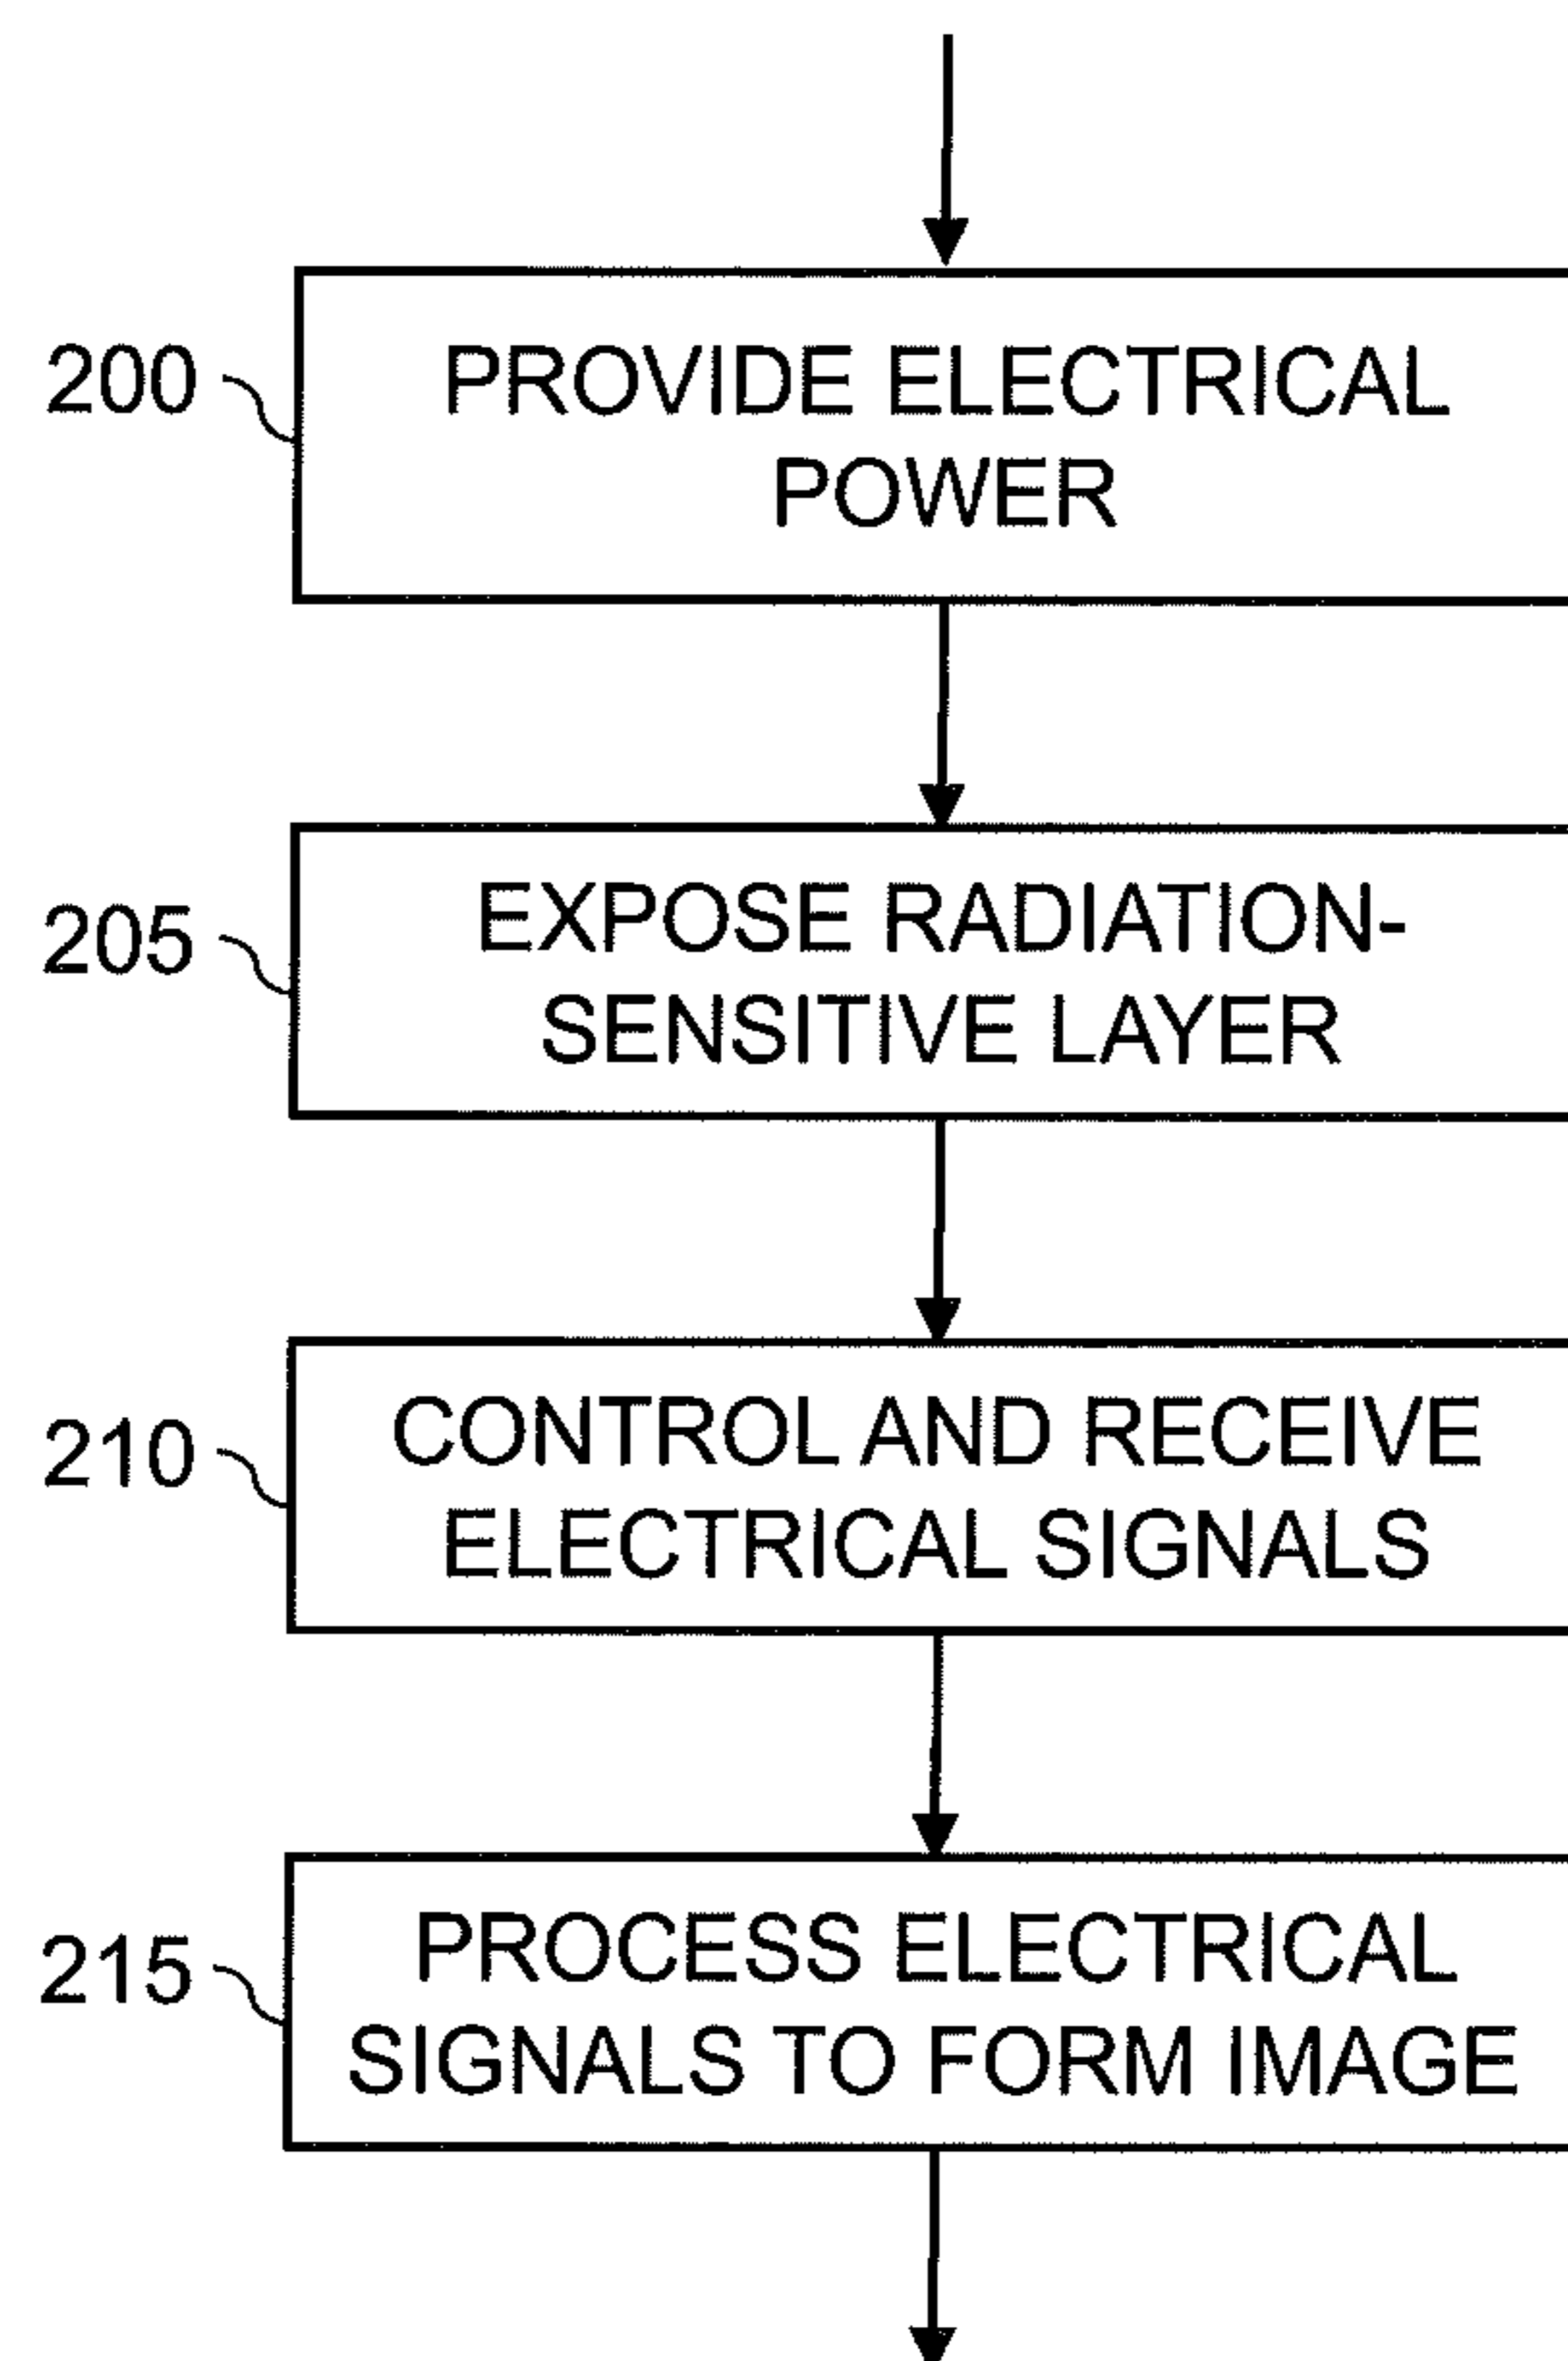 200
PROVIDE ELECTRICAL
POWER
205
EXPOSE RADIATION-
SENSITIVE LAYER
210
CONTROL AND RECEIVE
ELECTRICAL SIGNALS
215
PROCESS ELECTRICAL
SIGNALS TO FORM IMAGE